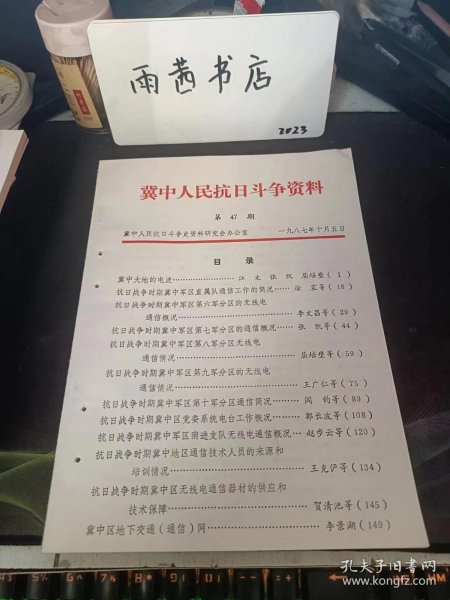 雨茜书店
2023
冀中人民抗日斗争资料
第 47 期
冀中人民抗日斗争史资料研究会办公室 一九八七年十月五日
目 录
冀中大地的电波……………江 文 张 凯 屈培壅( 1 )
抗日战争时期冀中军区直属队通信工作的简况……徐 宏等( 18 )
抗日战争时期冀中军区第六军分区的无线电
通信概况……………李文昌等( 29 )
抗日战争时期冀中军区第七军分区的通信概况…张 凯等( 44 )
抗日战争时期冀中军区第八军分区无线电
通信情况……………屈培壅等( 59 )
抗日战争时期冀中军区第九军分区的无线电
通信情况……………王广仁等( 75 )
抗日战争时期冀中军区第十军分区通信简况………阎 钧等( 89 )
抗日战争时期冀中区党委系统电台工作概况……郭长波等(108)
抗日战争时期冀中军区南进支队无线电通信概况…赵步云等(120)
抗日战争时期冀中地区通信技术人员的来源和
培训情况……………王克俨等(134)
抗日战争时期冀中区无线电通信器材的供应和
技术保障……………贺清池等(145)
冀中区地下交通(通信)网……………李景湖(149)
孔夫子旧书网
www.kongfz.com